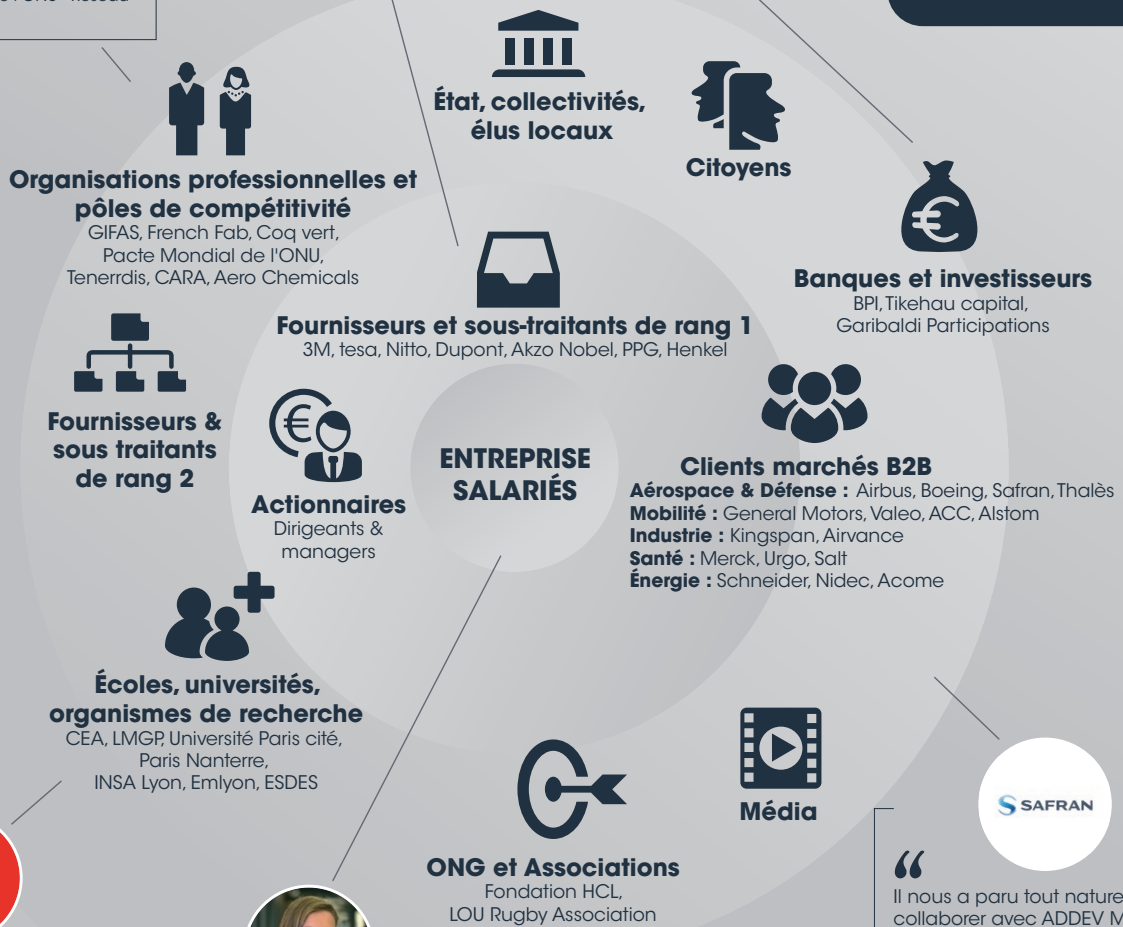 État, collectivités,
élus locaux
Citoyens
Organisations professionnelles et
pôles de compétitivité
GIFAS, French Fab, Coq vert,
Pacte Mondial de l'ONU,
Tenerrdis, CARA, Aero Chemicals
Banques et investisseurs
BPI, Tikehau capital,
Garibaldi Participations
Fournisseurs et sous-traitants de rang 1
3M, tesa, Nitto, Dupont, Akzo Nobel, PPG, Henkel
Fournisseurs &
sous traitants
de rang 2
Actionnaires
Dirigeants &
managers
ENTREPRISE
SALARIÉS
Clients marchés B2B
Aérospace & Défense : Airbus, Boeing, Safran, Thalès
Mobilité : General Motors, Valeo, ACC, Alstom
Industrie : Kingspan, Airvance
Santé : Merck, Urgo, Salt
Énergie : Schneider, Nidec, Acome
Écoles, universités,
organismes de recherche
CEA, LMGP, Université Paris cité,
Paris Nanterre,
INSA Lyon, Emlyon, ESDES
Média
ONG et Associations
Fondation HCL,
LOU Rugby Association
SAFRAN
“
Il nous a paru tout nature
collaborer avec ADDEV M